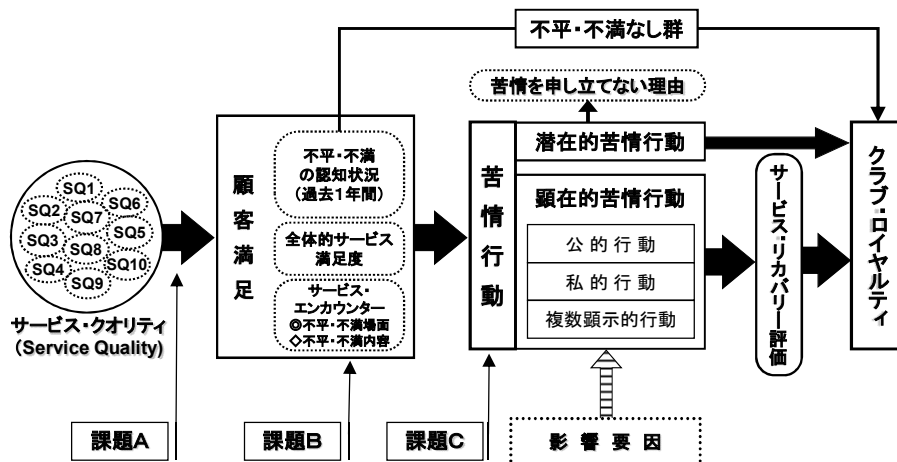 不平・不満なし群
苦情を申し立てない理由
SQ1
SQ2
SQ6
SQ7
SQ3
SQ5
SQ8
SQ4
SQ10
SQ9
サービス・クオリティ
(Service Quality)
顧客満足
不平・不満
の認知状況
(過去1年間)
全体的サービス
満足度
サービス・
エンカウンター
◎不平・不満場面
◇不平・不満内容
苦情行動
潜在的苦情行動
顕在的苦情行動
公的行動
私的行動
複数顕示的行動
サービス・リカバリー評価
クラブ・ロイヤルティ
課題A
課題B
課題C
影響要因